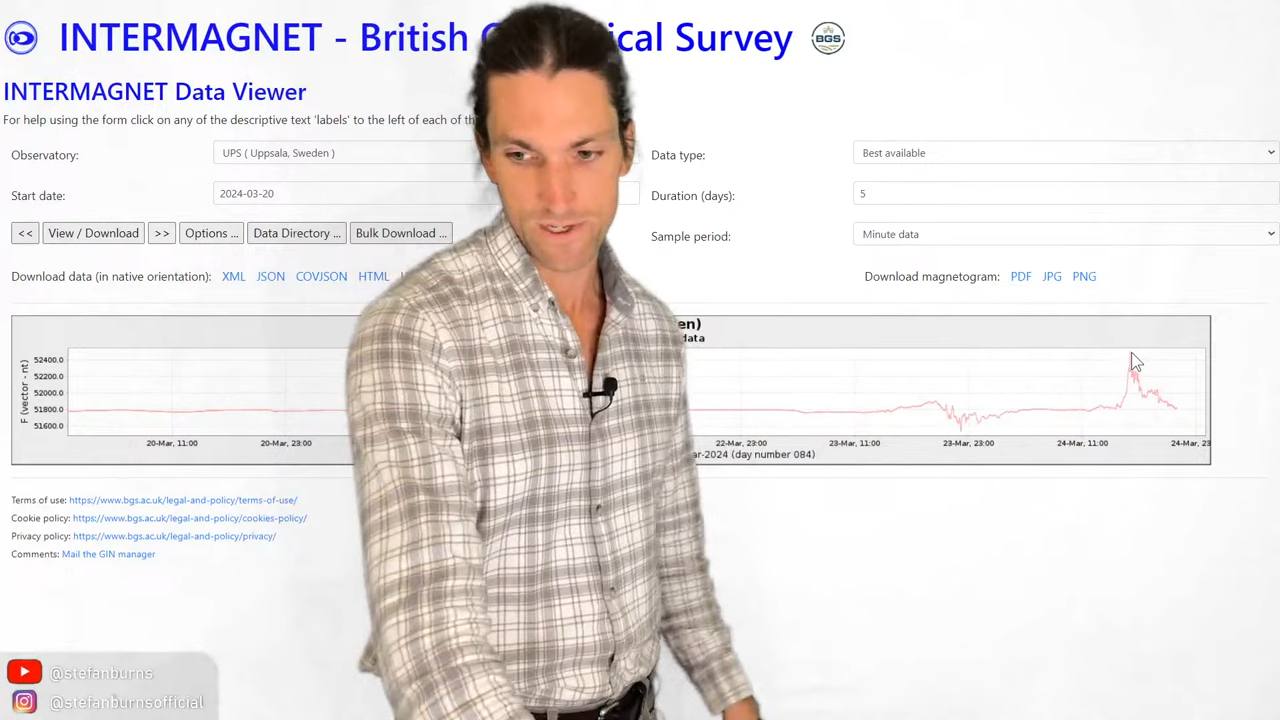 INTERMAGNET - British ical Survey
BGS
INTERMAGNET Data Viewer
For help using the form click on any of the descriptive text 'labels' to the left of each of th
Observatory: UPS ( Uppsala, Sweden ) Data type: Best available
Start date: 2024-03-20 Duration (days): 5
<< View / Download >> Options ... Data Directory ... Bulk Download ... Sample period: Minute data
Download data (in native orientation): XML JSON COVJSON HTML Download magnetogram: PDF JPG PNG
en)
data
F (vector - nt)
52400.0
52200.0
52000.0
51800.0
51600.0
20-Mar, 11:00 20-Mar, 23:00 22-Mar, 23:00 23-Mar, 11:00 23-Mar, 23:00 24-Mar, 11:00 24-Mar, 23
ar-2024 (day number 084)
Terms of use: https://www.bgs.ac.uk/legal-and-policy/terms-of-use/
Cookie policy: https://www.bgs.ac.uk/legal-and-policy/cookies-policy/
Privacy policy: https://www.bgs.ac.uk/legal-and-policy/privacy/
Comments: Mail the GIN manager
@stefanburns
@stefanburnsofficial